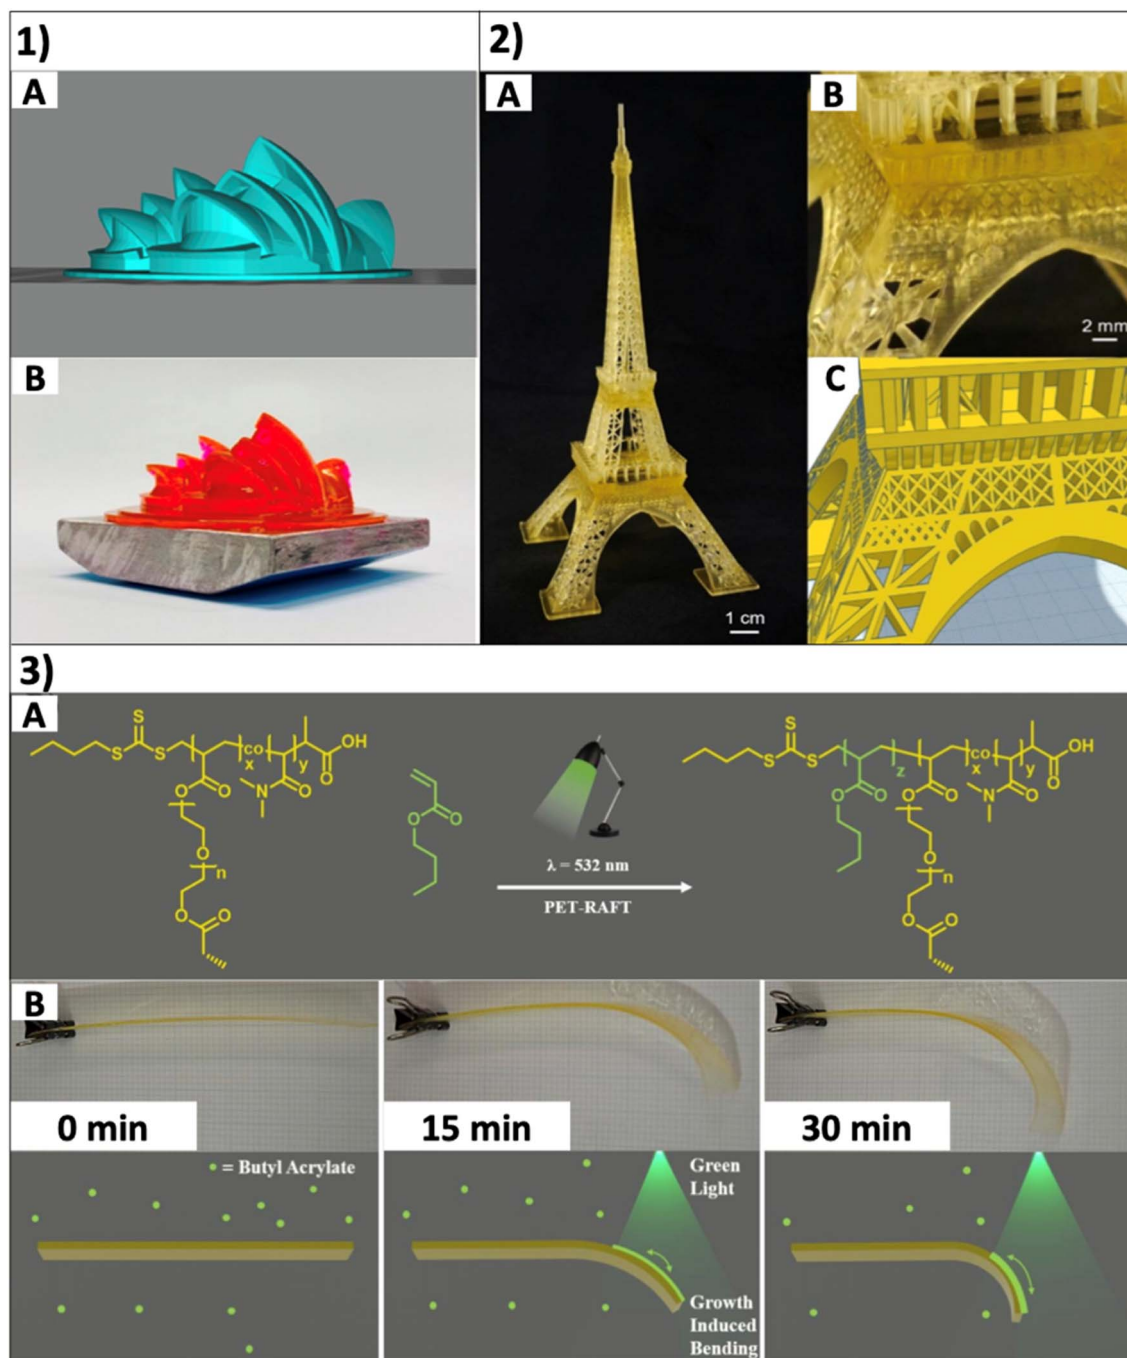 1)
A
B
2)
A
1 cm
B
2 mm
C
3)
A
S
S
S
co
x
y
OH
O
O
O
N
O
O
n
O
O
O
O
λ = 532 nm
PET-RAFT
S
S
S
z
co
x
y
OH
O
O
O
O
O
N
O
O
n
O
O
B
0 min
15 min
30 min
= Butyl Acrylate
Green
Light
Growth
Induced
Bending